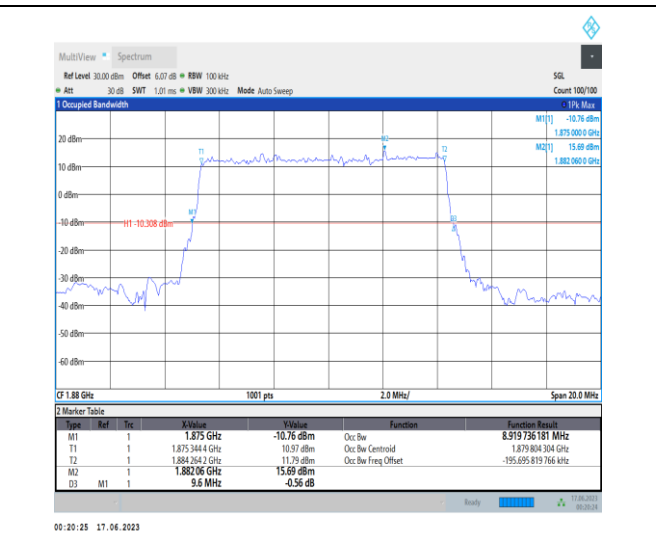 MultiView Spectrum
Ref Level 30.00 dBm Offset 6.07 dB RBW 100 kHz SGL
Att 30 dB SWT 1.01 ms VBW 300 kHz Mode Auto Sweep Count 100/100
1 Occupied Bandwidth 1Pk Max
M1[1] -10.76 dBm
1.875 000 0 GHz
M2[1] 15.69 dBm
1.882 060 0 GHz
20 dBm
T1
M2
T2
10 dBm
0 dBm
M1
-10 dBm
H1 -10.308 dBm
D3
-20 dBm
-30 dBm
-40 dBm
-50 dBm
-60 dBm
CF 1.88 GHz 1001 pts 2.0 MHz/ Span 20.0 MHz
2 Marker Table
Type Ref Trc X-Value Y-Value Function Function Result
M1 1 1.875 GHz -10.76 dBm Occ Bw 8.919 736 181 MHz
T1 1 1.875 344 4 GHz 10.97 dBm Occ Bw Centroid 1.879 804 304 GHz
T2 1 1.884 264 2 GHz 11.79 dBm Occ Bw Freq Offset -195.695 819 766 kHz
M2 1 1.882 06 GHz 15.69 dBm
D3 M1 1 9.6 MHz -0.56 dB
Ready 17.06.2023
00:20:24
00:20:25 17.06.2023